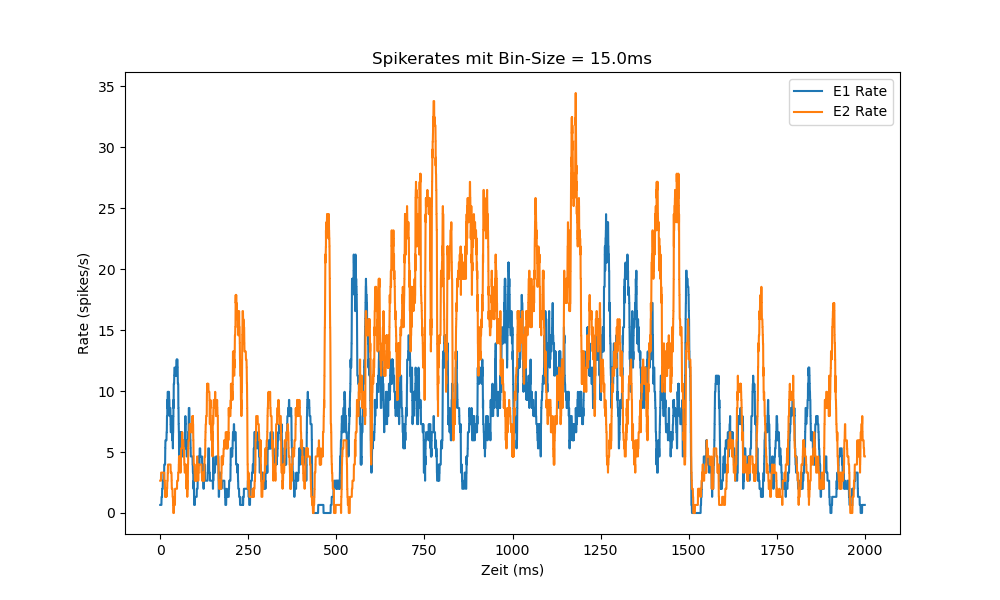 Spikerates mit Bin-Size = 15.0ms
E1 Rate
E2 Rate
35
30
25
20
15
10
5
0
Rate (spikes/s)
0 250 500 750 1000 1250 1500 1750 2000
Zeit (ms)